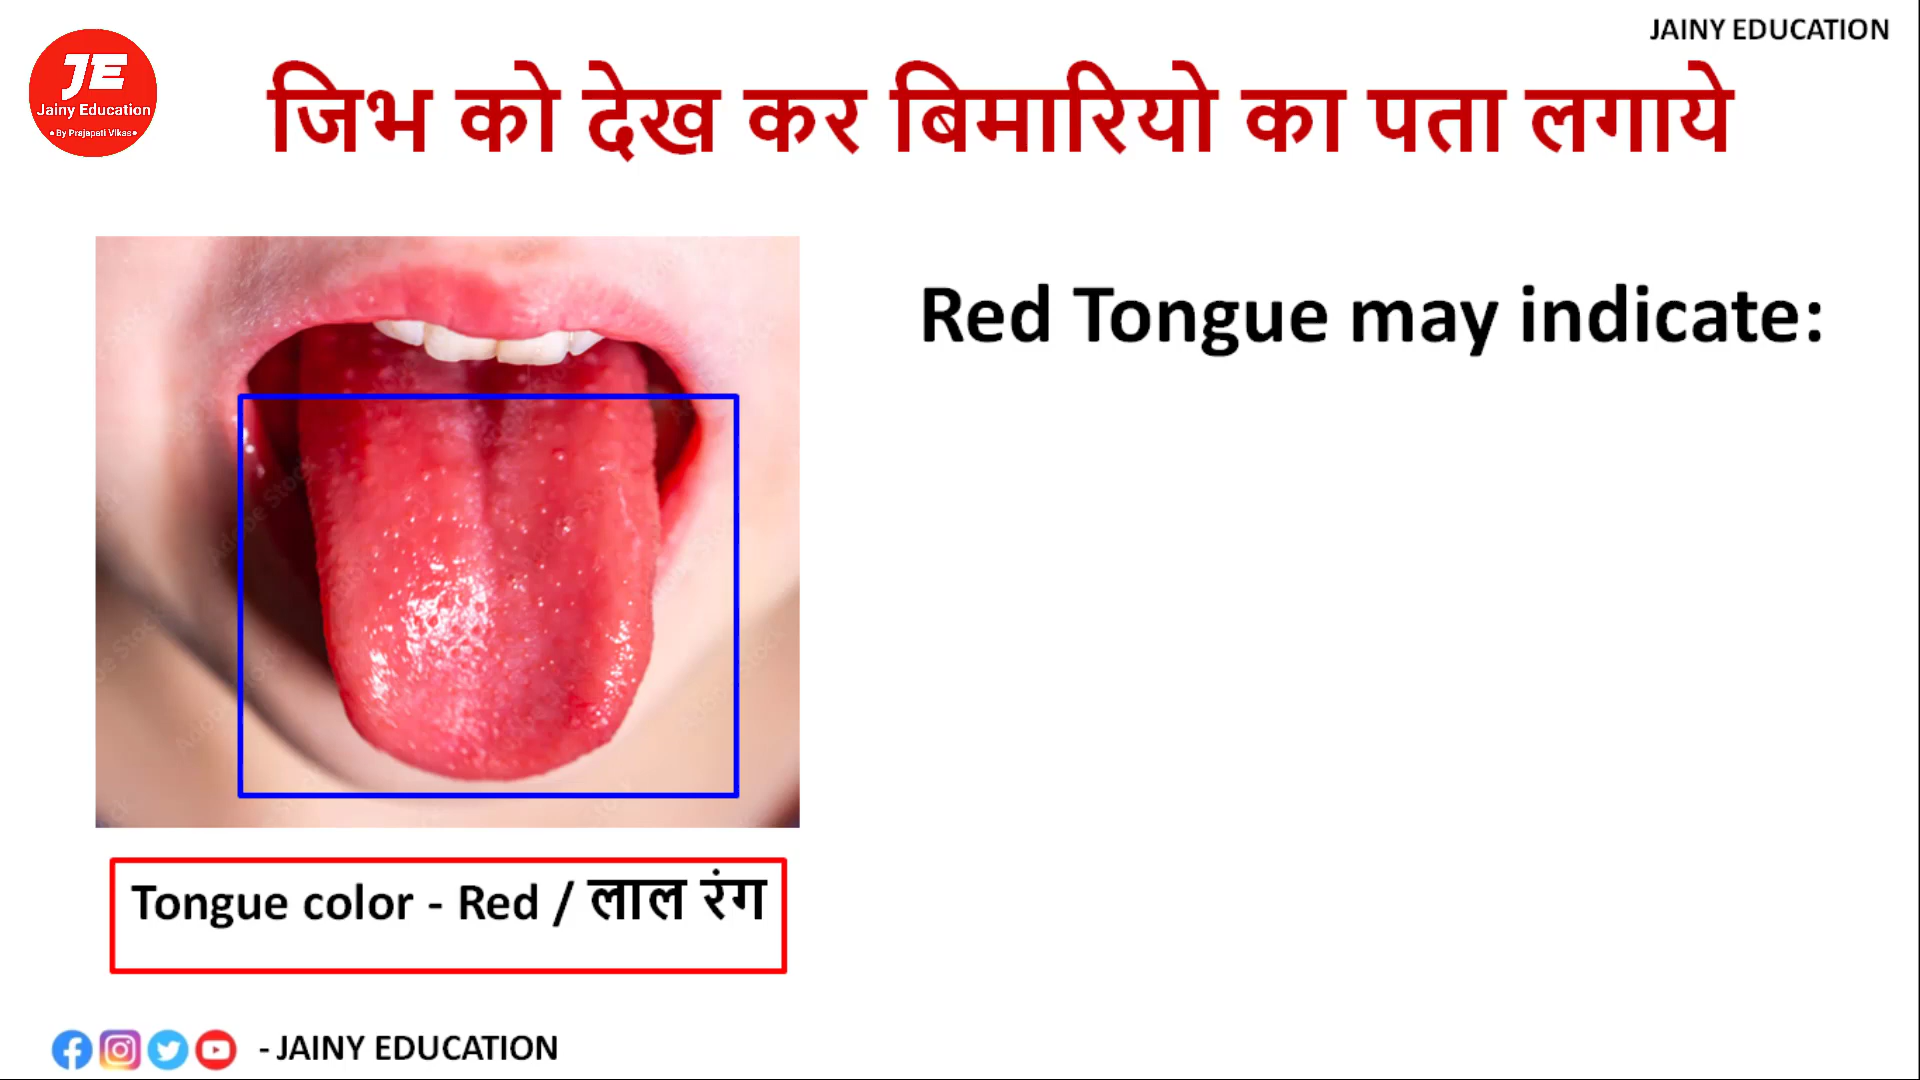 JAINY EDUCATION
JE
Jainy Education
• By Prajapati Vikas •
जिभ को देख कर बिमारियो का पता लगाये
Red Tongue may indicate:
Tongue color - Red / लाल रंग
- JAINY EDUCATION